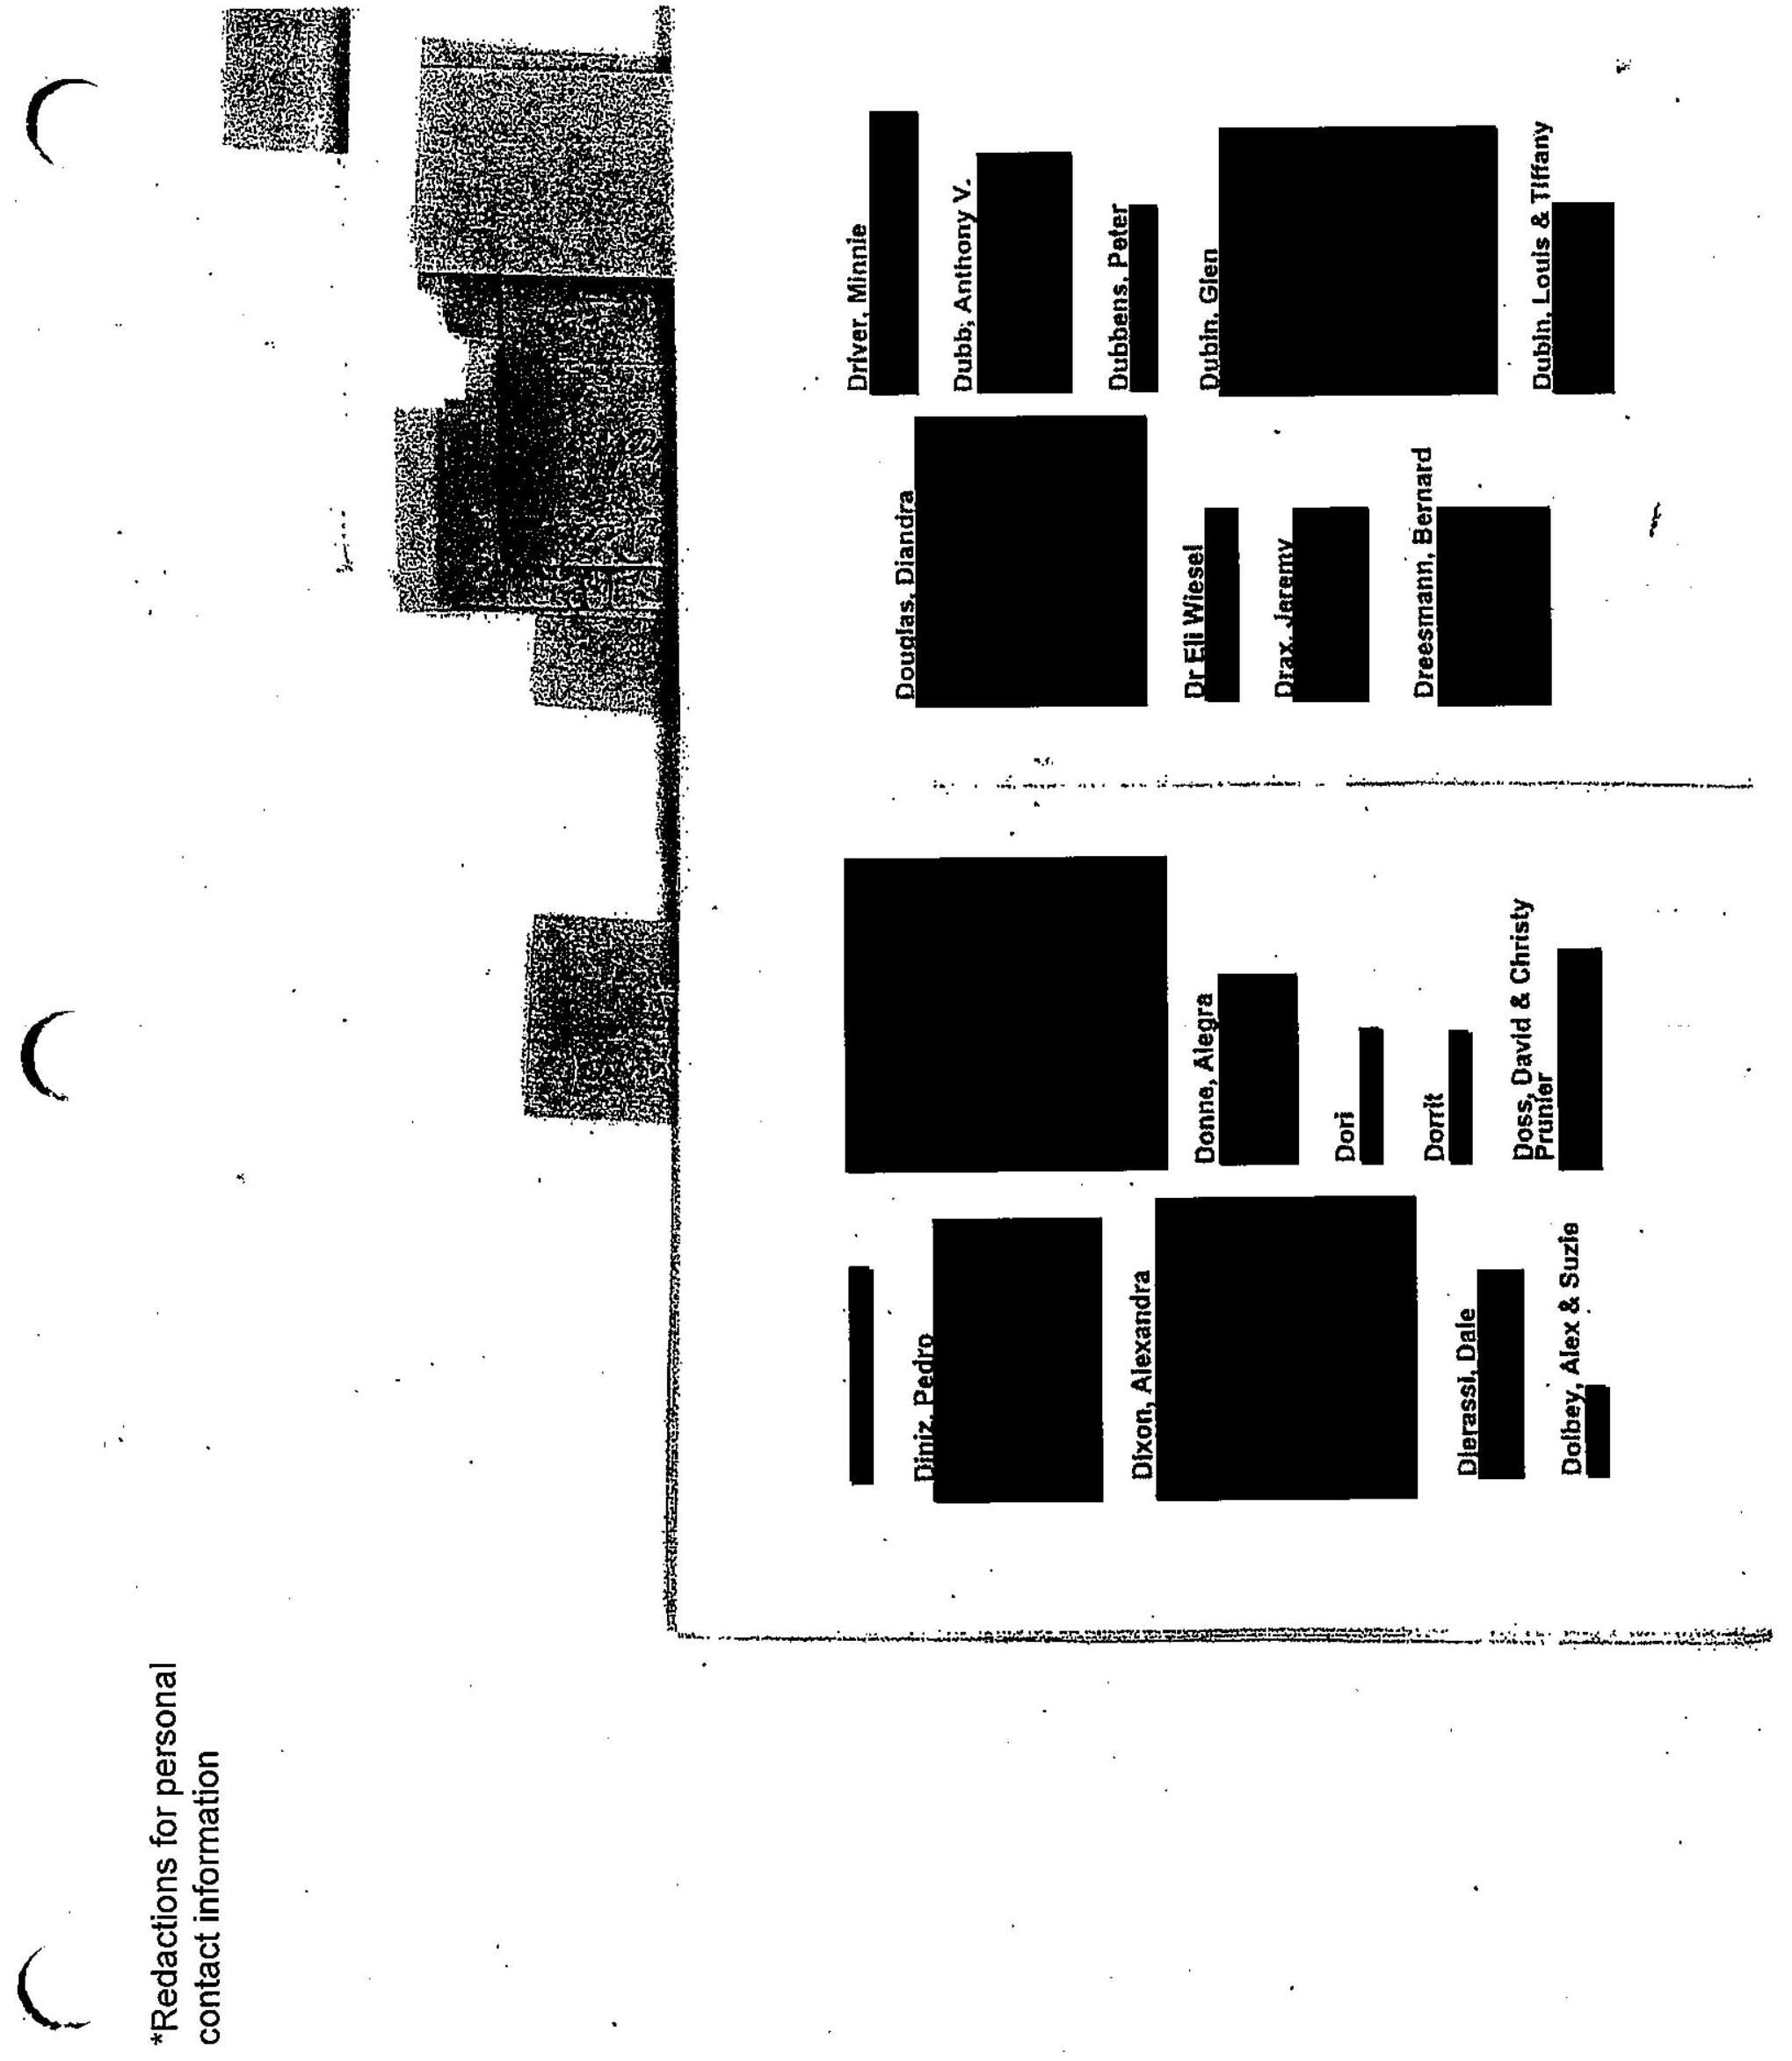 *Redactions for personal
contact information
Diniz, Pedro
Dixon, Alexandra
Djerassi, Dale
Dolbey, Alex & Suzie
Donne, Alegra
Dori
Dorrit
Doss, David & Christy
Prunier
Douglas, Diandra
Dr Eli Wiesel
Drax, Jeremy
Dreesmann, Bernard
Driver, Minnie
Dubb, Anthony V.
Dubbens, Peter
Dubin, Glen
Dubin, Louis & Tiffany